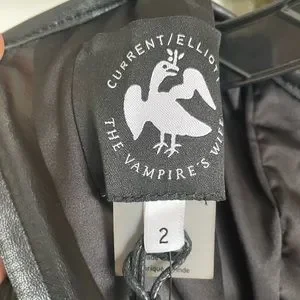 CURRENT/ELLIOTT
THE VAMPIRE'S WIFE
2